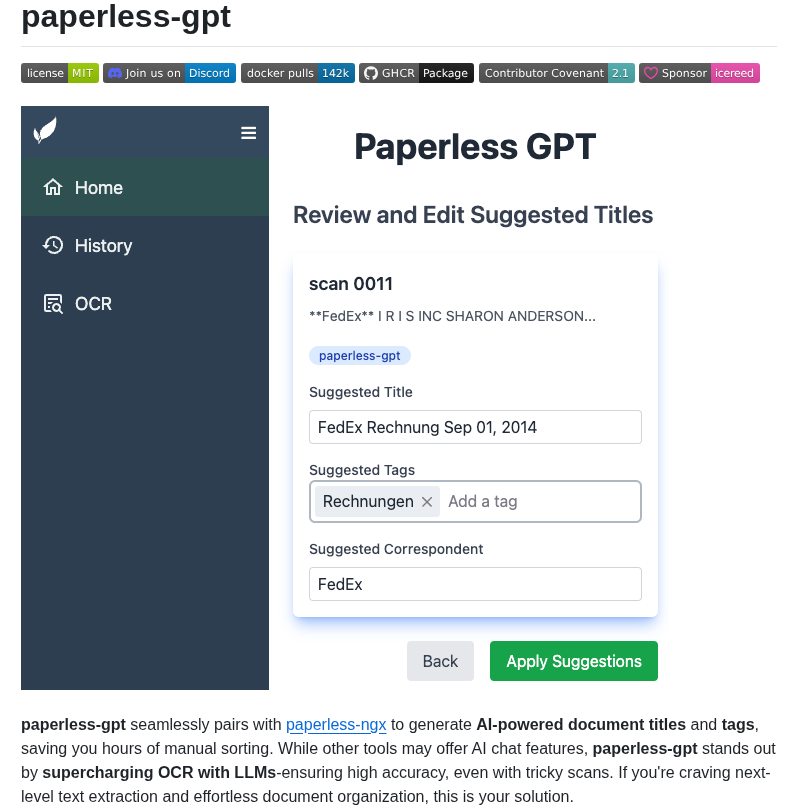 paperless-gpt
license MIT Join us on Discord docker pulls 142k GHCR Package Contributor Covenant 2.1 Sponsor icereed
Home
History
OCR
Paperless GPT
Review and Edit Suggested Titles
scan 0011
**FedEx** I R I S INC SHARON ANDERSON...
paperless-gpt
Suggested Title
FedEx Rechnung Sep 01, 2014
Suggested Tags
Rechnungen × Add a tag
Suggested Correspondent
FedEx
Back Apply Suggestions
paperless-gpt seamlessly pairs with paperless-ngx to generate AI-powered document titles and tags,
saving you hours of manual sorting. While other tools may offer AI chat features, paperless-gpt stands out
by supercharging OCR with LLMs-ensuring high accuracy, even with tricky scans. If you're craving next-
level text extraction and effortless document organization, this is your solution.